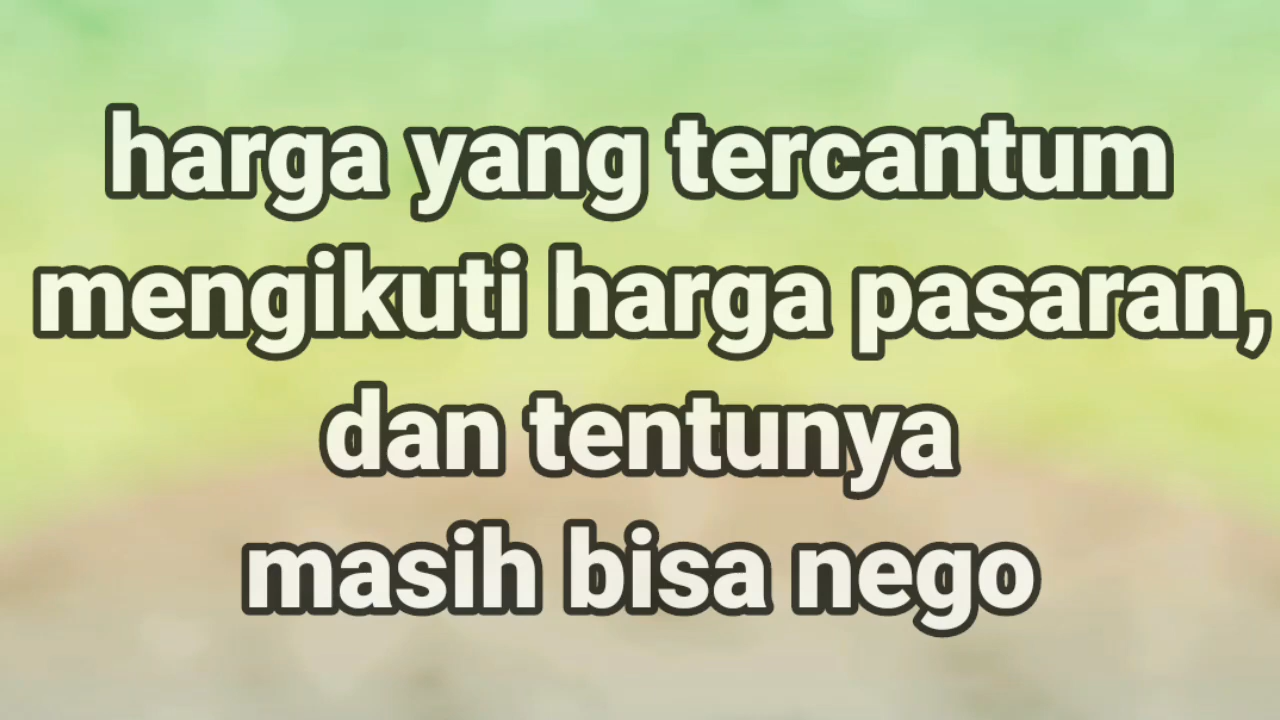 harga yang tercantum
mengikuti harga pasaran,
dan tentunya
masih bisa nego